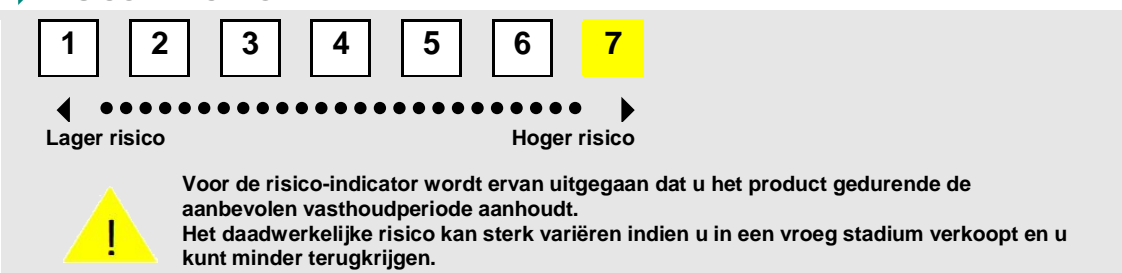 1 2 3 4 5 6 7
Lager risico Hoger risico
!
Voor de risico-indicator wordt ervan uitgegaan dat u het product gedurende de
aanbevolen vasthoudperiode aanhoudt.
Het daadwerkelijke risico kan sterk variëren indien u in een vroeg stadium verkoopt en u
kunt minder terugkrijgen.